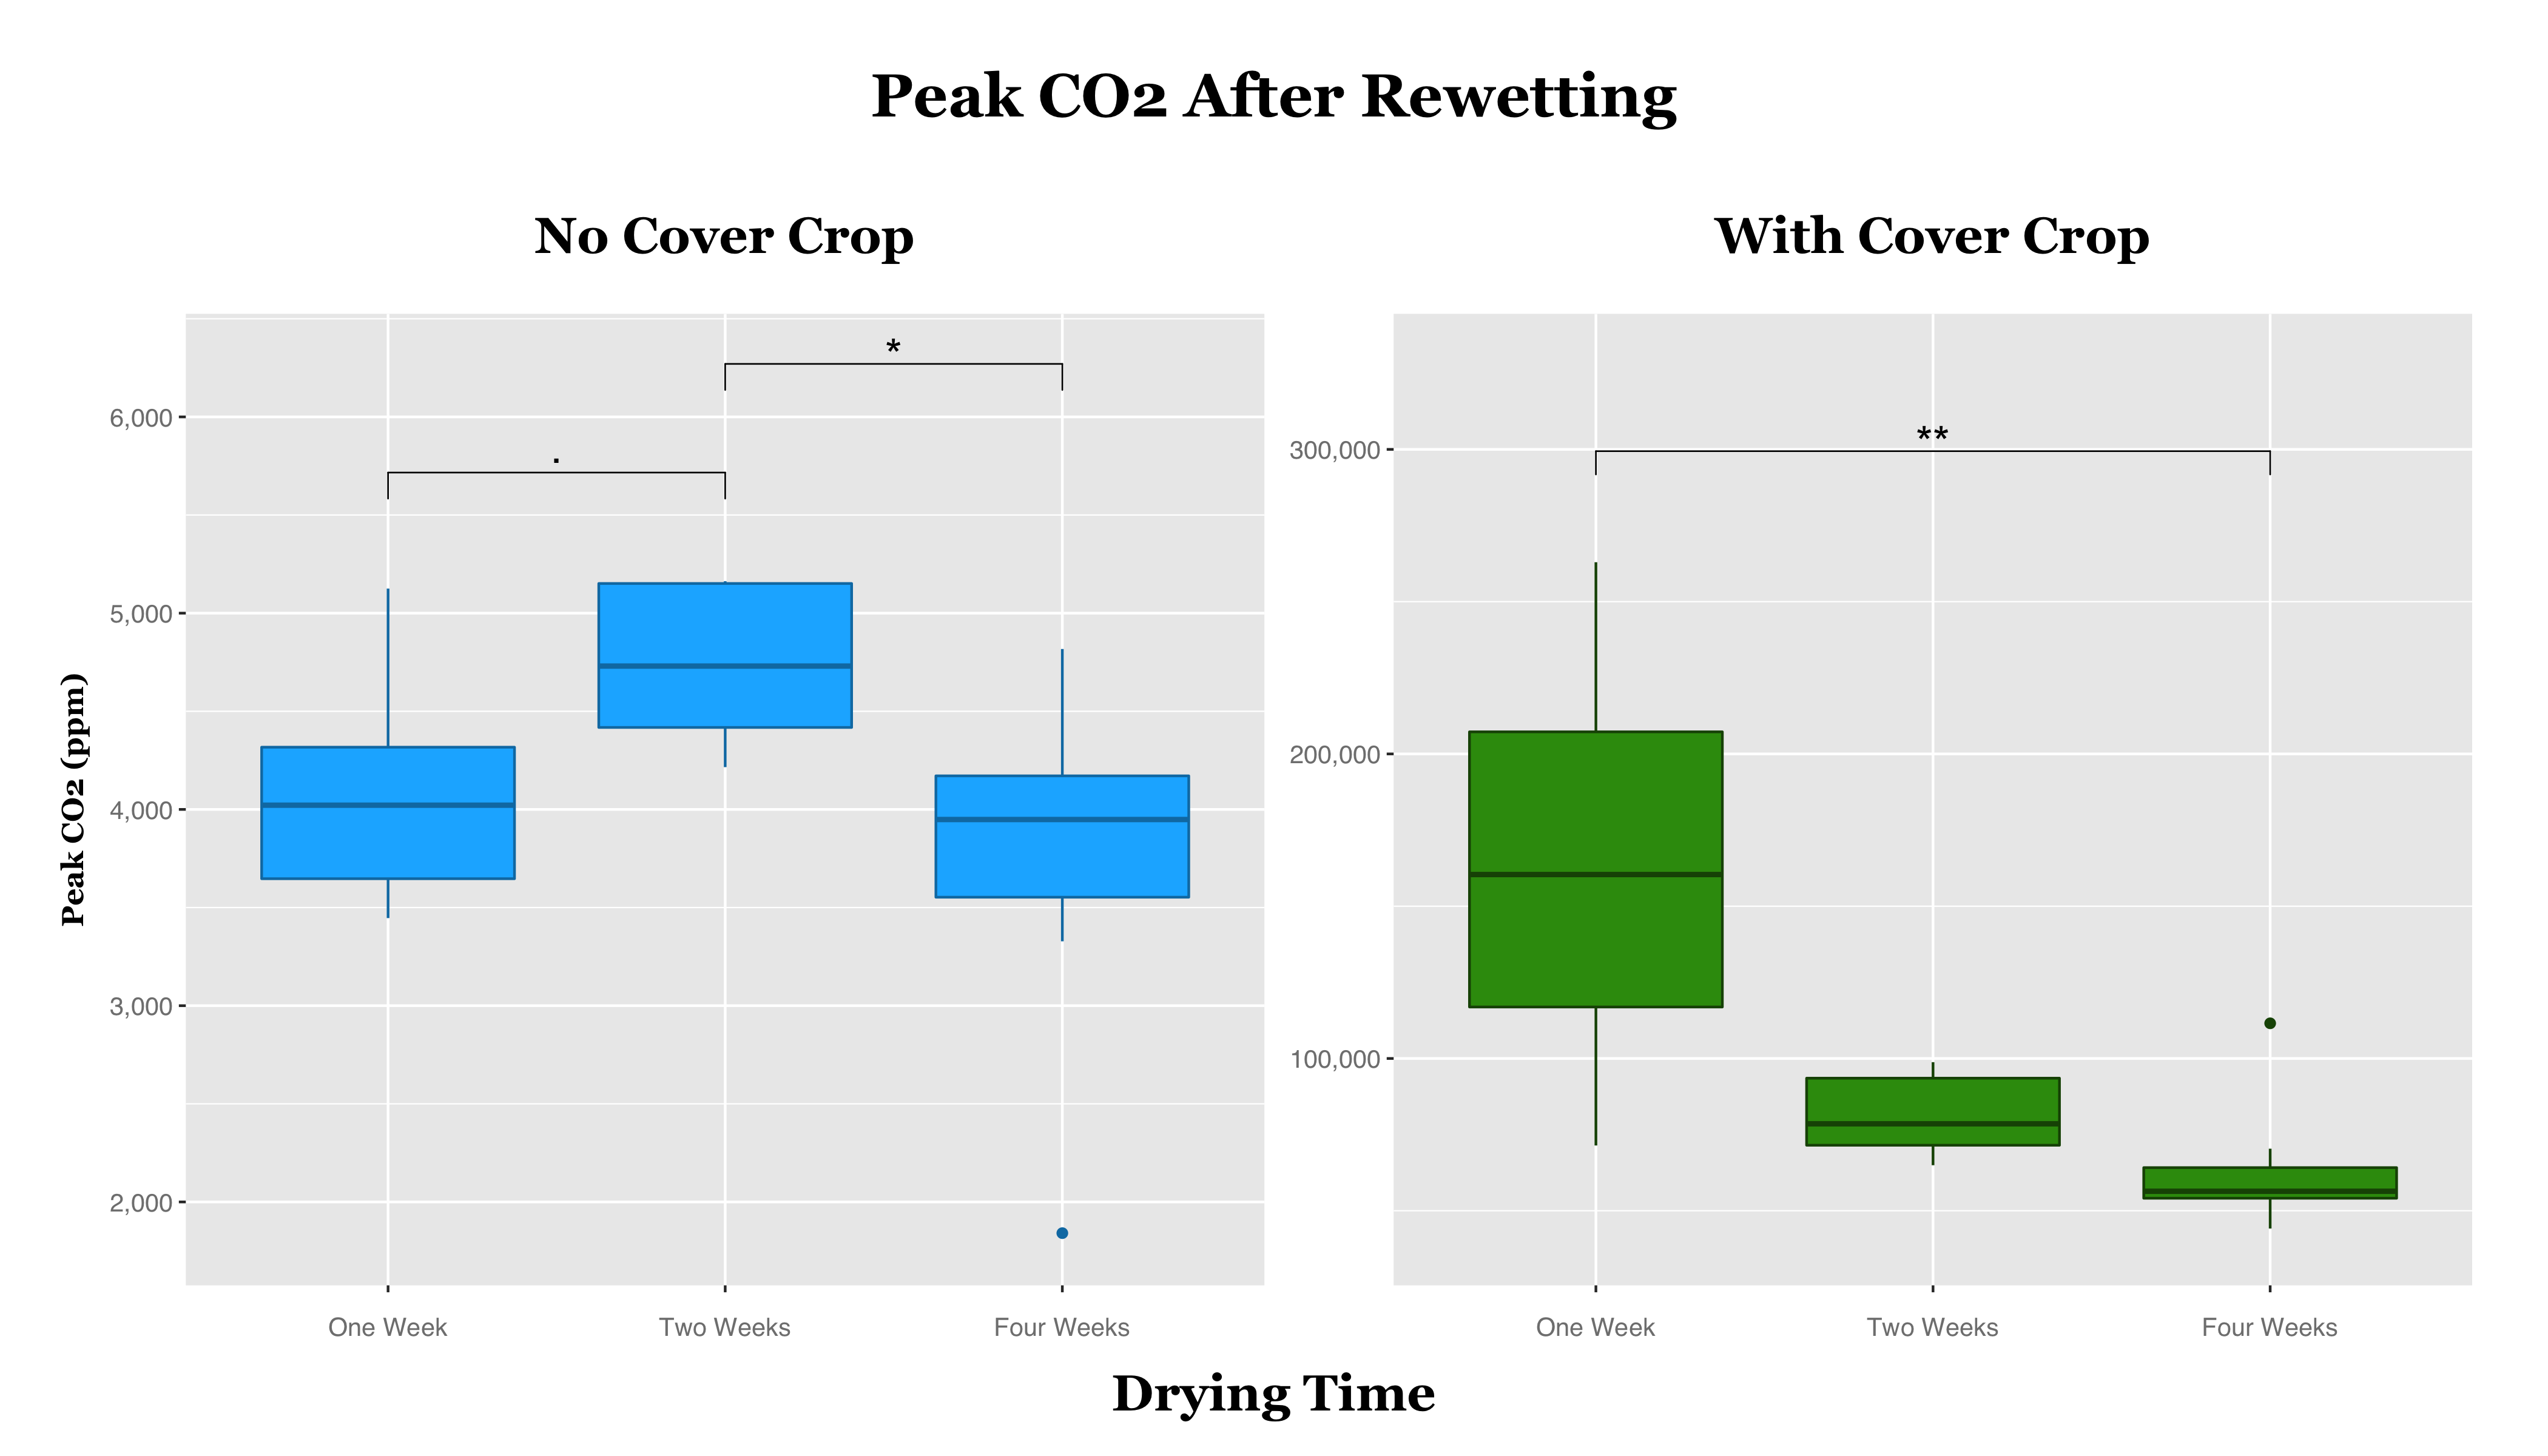 Peak CO2 After Rewetting
No Cover Crop
With Cover Crop
Peak CO2 (ppm)
6,000
5,000
4,000
3,000
2,000
.
*
One Week
Two Weeks
Four Weeks
300,000
200,000
100,000
**
One Week
Two Weeks
Four Weeks
Drying Time